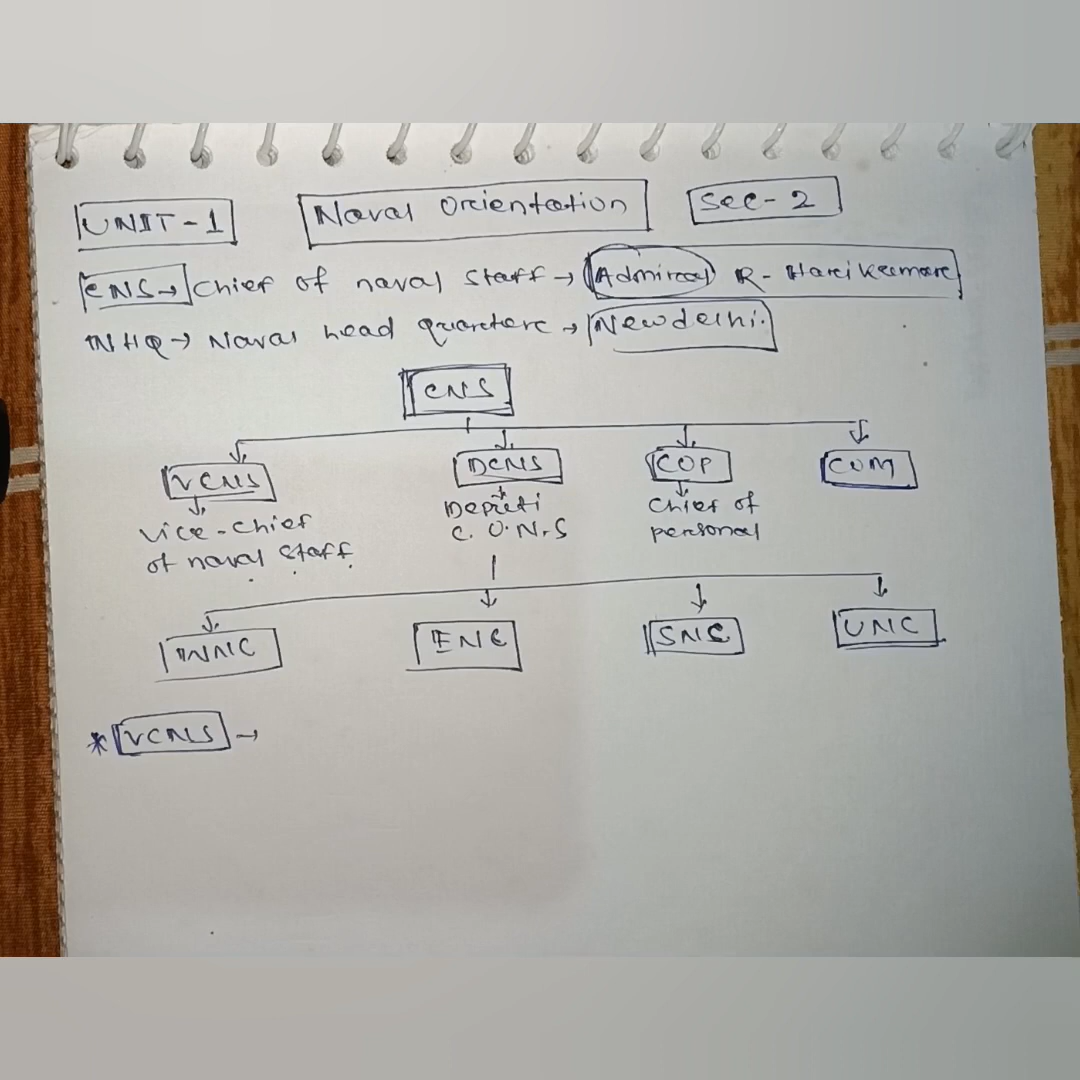 UNIT-1 Naval Orientation Sec-2
CNS → Chief of naval Staff → Admiral R-Harikumar
NHQ → Naval head quarters → New delhi.
CNS
VCNS DCNS COP COM
Vice-chief
of naval Staff
Depeuti
C.O.N.S
Chief of
personal
WNC ENC SNC UNC
* VCNS →